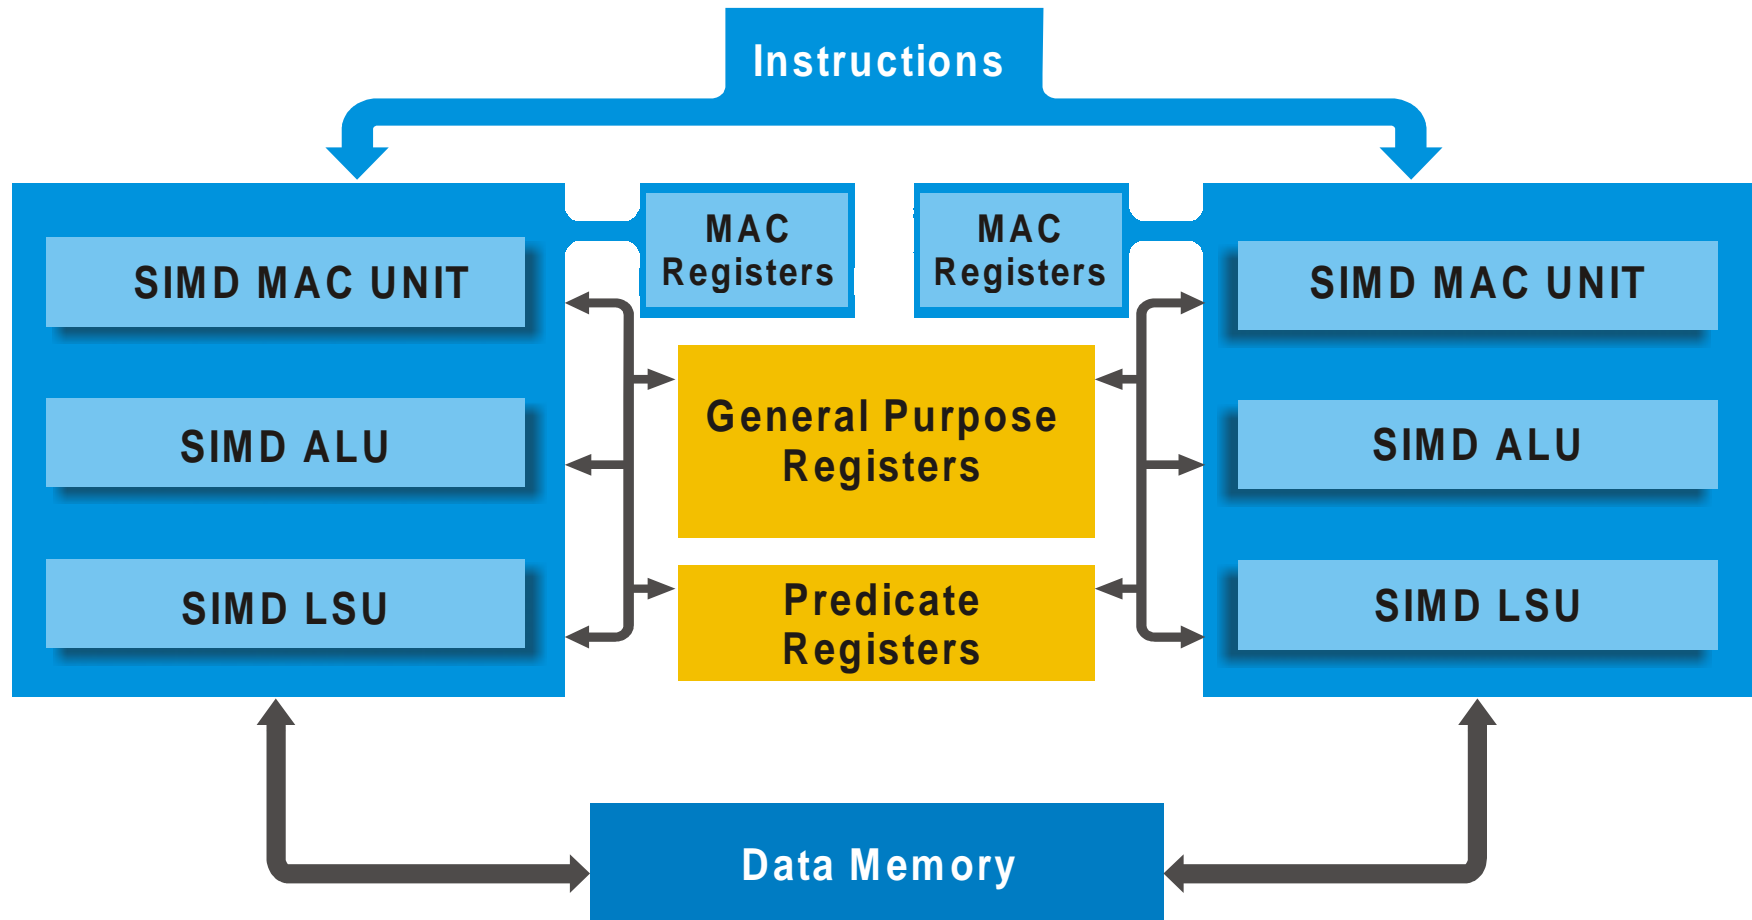 Instructions
MAC
Registers
MAC
Registers
SIMD MAC UNIT
SIMD MAC UNIT
General Purpose
Registers
SIMD ALU
SIMD ALU
Predicate
Registers
SIMD LSU
SIMD LSU
Data Memory